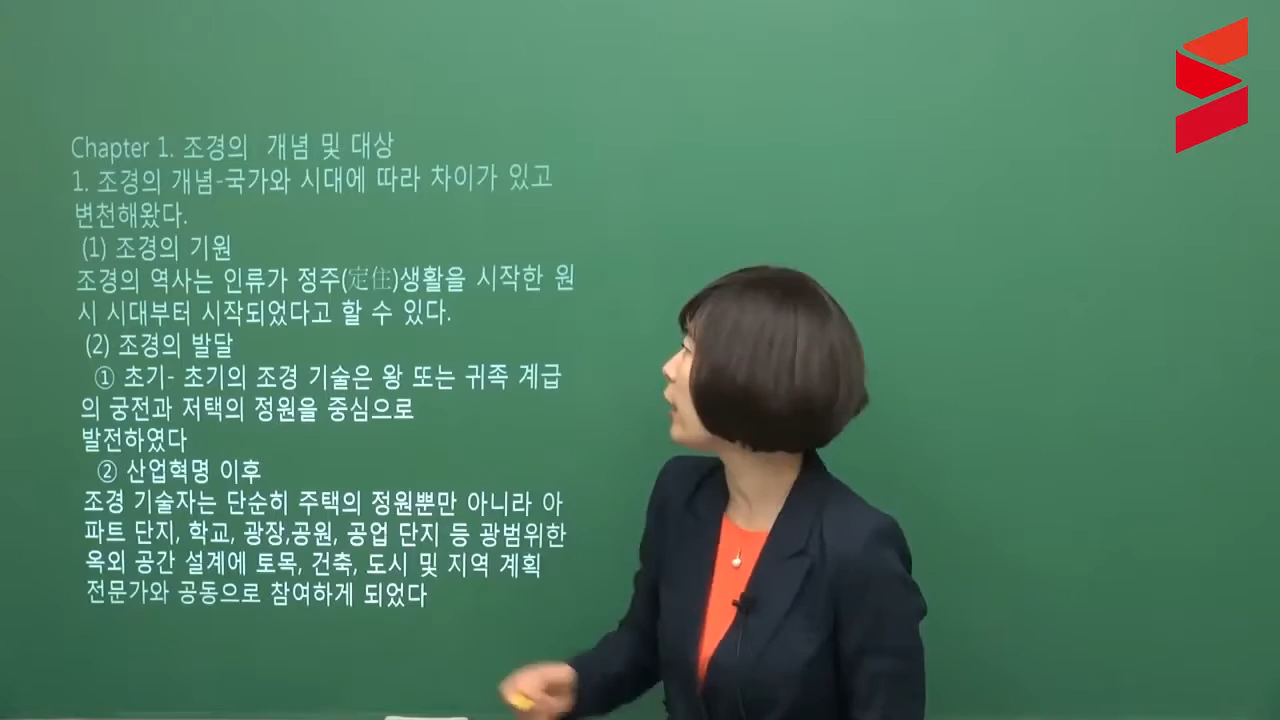 Chapter 1. 조경의 개념 및 대상
1. 조경의 개념-국가와 시대에 따라 차이가 있고
변천해왔다.
(1) 조경의 기원
조경의 역사는 인류가 정주(定住)생활을 시작한 원
시 시대부터 시작되었다고 할 수 있다.
(2) 조경의 발달
① 초기- 초기의 조경 기술은 왕 또는 귀족 계급
의 궁전과 저택의 정원을 중심으로
발전하였다
② 산업혁명 이후
조경 기술자는 단순히 주택의 정원뿐만 아니라 아
파트 단지, 학교, 광장,공원, 공업 단지 등 광범위한
옥외 공간 설계에 토목, 건축, 도시 및 지역 계획
전문가와 공동으로 참여하게 되었다